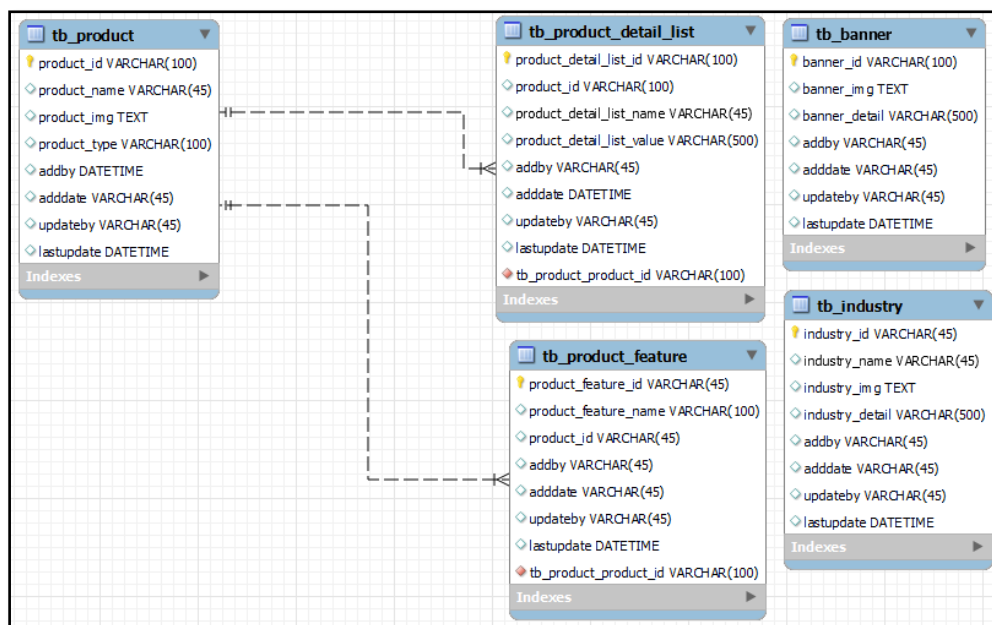 tb_product
product_id VARCHAR(100)
product_name VARCHAR(45)
product_img TEXT
product_type VARCHAR(100)
addby DATETIME
adddate VARCHAR(45)
updateby VARCHAR(45)
lastupdate DATETIME
Indexes
tb_product_detail_list
product_detail_list_id VARCHAR(100)
product_id VARCHAR(100)
product_detail_list_name VARCHAR(45)
product_detail_list_value VARCHAR(500)
addby VARCHAR(45)
adddate DATETIME
updateby VARCHAR(45)
lastupdate DATETIME
tb_product_product_id VARCHAR(100)
Indexes
tb_banner
banner_id VARCHAR(100)
banner_img TEXT
banner_detail VARCHAR(500)
addby VARCHAR(45)
adddate VARCHAR(45)
updateby VARCHAR(45)
lastupdate DATETIME
Indexes
tb_product_feature
product_feature_id VARCHAR(45)
product_feature_name VARCHAR(100)
product_id VARCHAR(45)
addby VARCHAR(45)
adddate VARCHAR(45)
updateby VARCHAR(45)
lastupdate DATETIME
tb_product_product_id VARCHAR(100)
Indexes
tb_industry
industry_id VARCHAR(45)
industry_name VARCHAR(45)
industry_img TEXT
industry_detail VARCHAR(500)
addby VARCHAR(45)
adddate VARCHAR(45)
updateby VARCHAR(45)
lastupdate DATETIME
Indexes